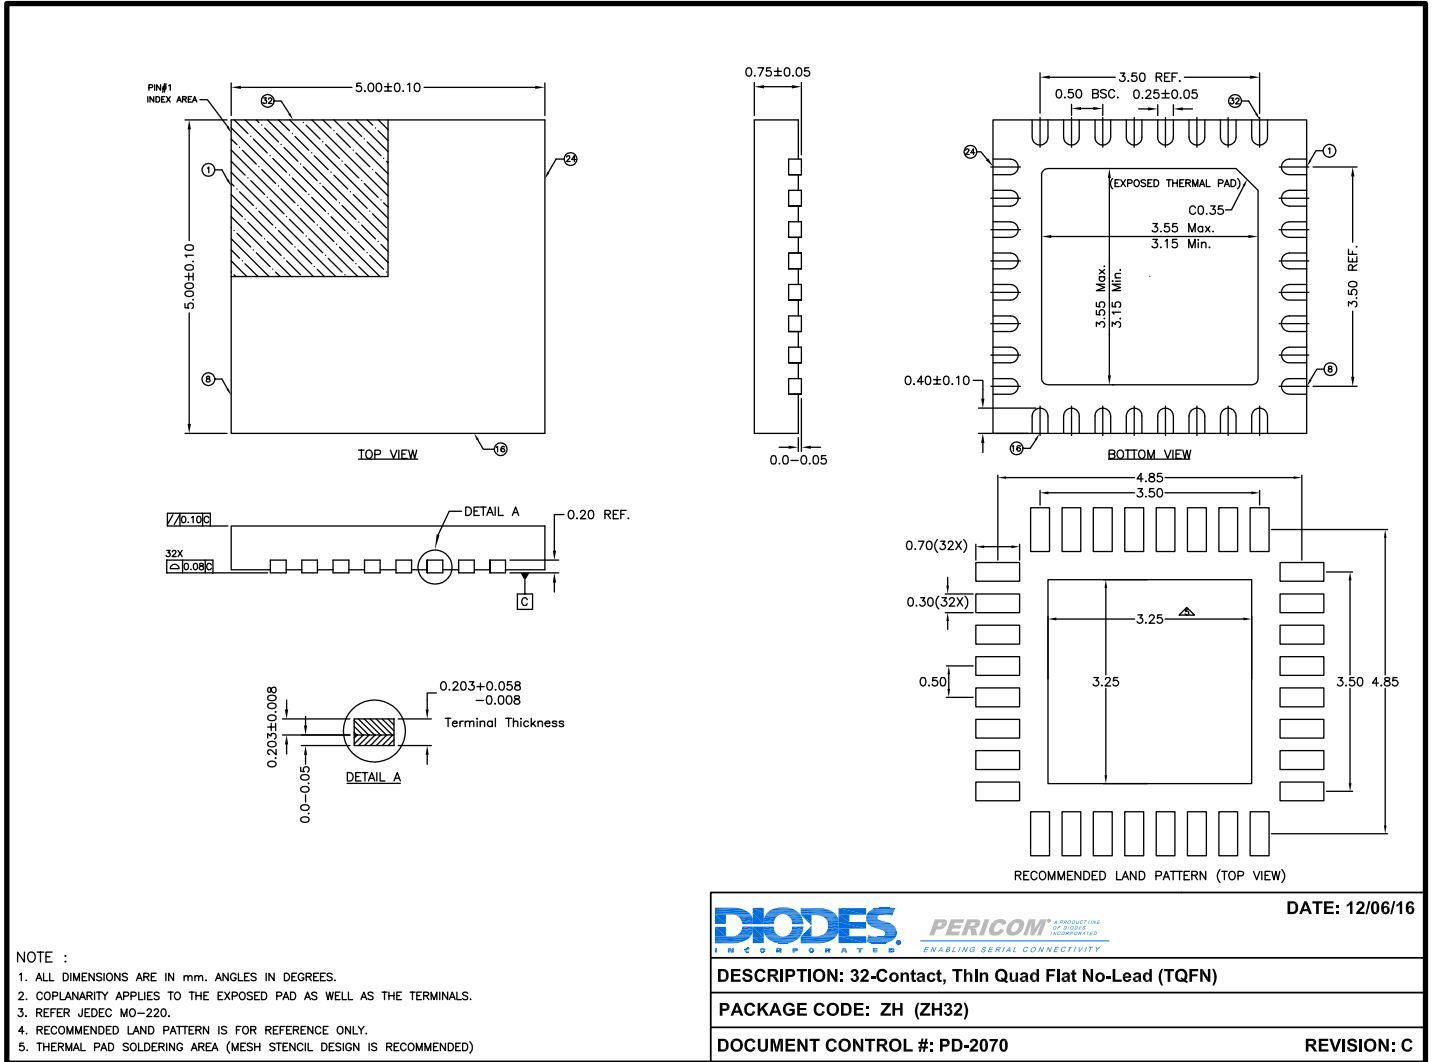 PIN#1
INDEX AREA
5.00±0.10
32
1
24
5.00±0.10
8
16
TOP VIEW
0.75±0.05
0.0-0.05
3.50 REF.
0.50 BSC.
0.25±0.05
32
24
1
(EXPOSED THERMAL PAD)
C0.35
3.55 Max.
3.15 Min.
3.55 Max.
3.15 Min.
3.50 REF.
0.40±0.10
8
16
BOTTOM VIEW
//0.10C
32X
0.08C
DETAIL A
0.20 REF.
C
0.203±0.008
0.0-0.05
0.203+0.058
-0.008
Terminal Thickness
DETAIL A
4.85
3.50
0.70(32X)
0.30(32X)
0.50
3.25
5
3.25
3.50
4.85
RECOMMENDED LAND PATTERN (TOP VIEW)
NOTE :
1. ALL DIMENSIONS ARE IN mm. ANGLES IN DEGREES.
2. COPLANARITY APPLIES TO THE EXPOSED PAD AS WELL AS THE TERMINALS.
3. REFER JEDEC MO-220.
4. RECOMMENDED LAND PATTERN IS FOR REFERENCE ONLY.
5. THERMAL PAD SOLDERING AREA (MESH STENCIL DESIGN IS RECOMMENDED)
DIODES.
INCORPORATED
PERICOM®
A PRODUCT LINE
OF DIODES
INCORPORATED
ENABLING SERIAL CONNECTIVITY
DATE: 12/06/16
DESCRIPTION: 32-Contact, Thin Quad Flat No-Lead (TQFN)
PACKAGE CODE: ZH (ZH32)
DOCUMENT CONTROL #: PD-2070
REVISION: C